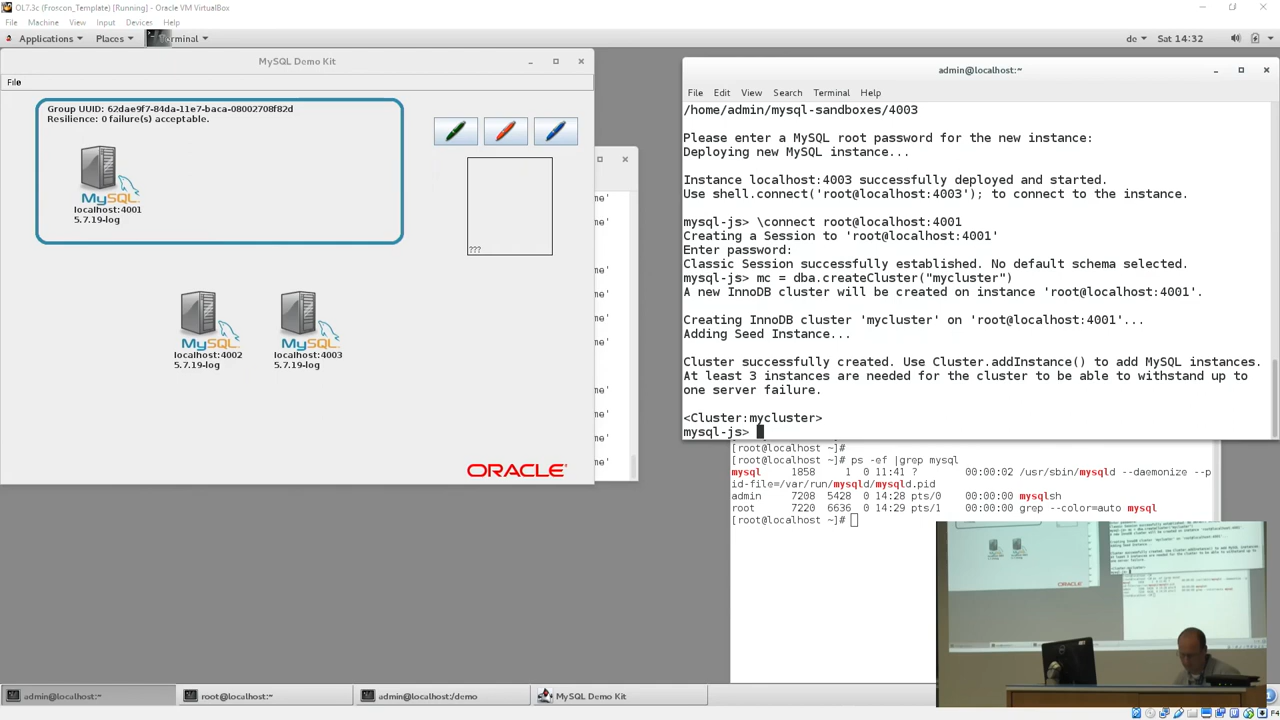 OL7.3c (Froscon_Template) [Running] - Oracle VM VirtualBox
File Machine View Input Devices Help
Applications Places Terminal de Sat 14:32
MySQL Demo Kit
File
Group UUID: 62dae9f7-84da-11e7-baca-08002708f82d
Resilience: 0 failure(s) acceptable.
MySQL
localhost:4001
5.7.19-log
MySQL
localhost:4002
5.7.19-log
MySQL
localhost:4003
5.7.19-log
???
ORACLE
admin@localhost:~
File Edit View Search Terminal Help
/home/admin/mysql-sandboxes/4003
Please enter a MySQL root password for the new instance:
Deploying new MySQL instance...
Instance localhost:4003 successfully deployed and started.
Use shell.connect('root@localhost:4003'); to connect to the instance.
mysql-js> \connect root@localhost:4001
Creating a Session to 'root@localhost:4001'
Enter password:
Classic Session successfully established. No default schema selected.
mysql-js> mc = dba.createCluster("mycluster")
A new InnoDB cluster will be created on instance 'root@localhost:4001'.
Creating InnoDB cluster 'mycluster' on 'root@localhost:4001'...
Adding Seed Instance...
Cluster successfully created. Use Cluster.addInstance() to add MySQL instances.
At least 3 instances are needed for the cluster to be able to withstand up to
one server failure.
<Cluster:mycluster>
mysql-js>
[root@localhost ~]#
[root@localhost ~]# ps -ef |grep mysql
mysql 1858 1 0 11:41 ? 00:00:02 /usr/sbin/mysqld --daemonize --p
id-file=/var/run/mysqld/mysqld.pid
admin 7208 5428 0 14:28 pts/0 00:00:00 mysqlsh
root 7220 6636 0 14:29 pts/1 00:00:00 grep --color=auto mysql
[root@localhost ~]#
admin@localhost:~ root@localhost:~ admin@localhost:/demo MySQL Demo Kit